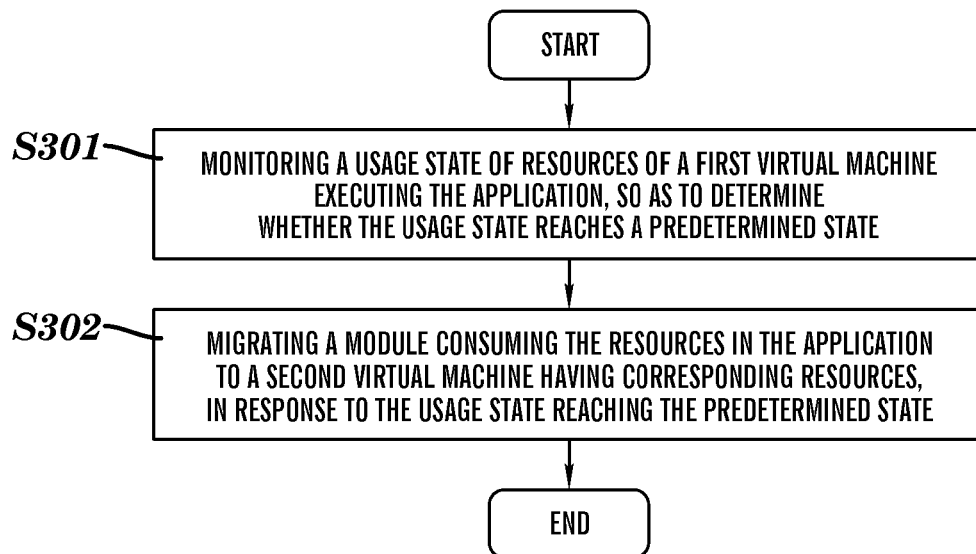 START
S301
MONITORING A USAGE STATE OF RESOURCES OF A FIRST VIRTUAL MACHINE
EXECUTING THE APPLICATION, SO AS TO DETERMINE
WHETHER THE USAGE STATE REACHES A PREDETERMINED STATE
S302
MIGRATING A MODULE CONSUMING THE RESOURCES IN THE APPLICATION
TO A SECOND VIRTUAL MACHINE HAVING CORRESPONDING RESOURCES,
IN RESPONSE TO THE USAGE STATE REACHING THE PREDETERMINED STATE
END